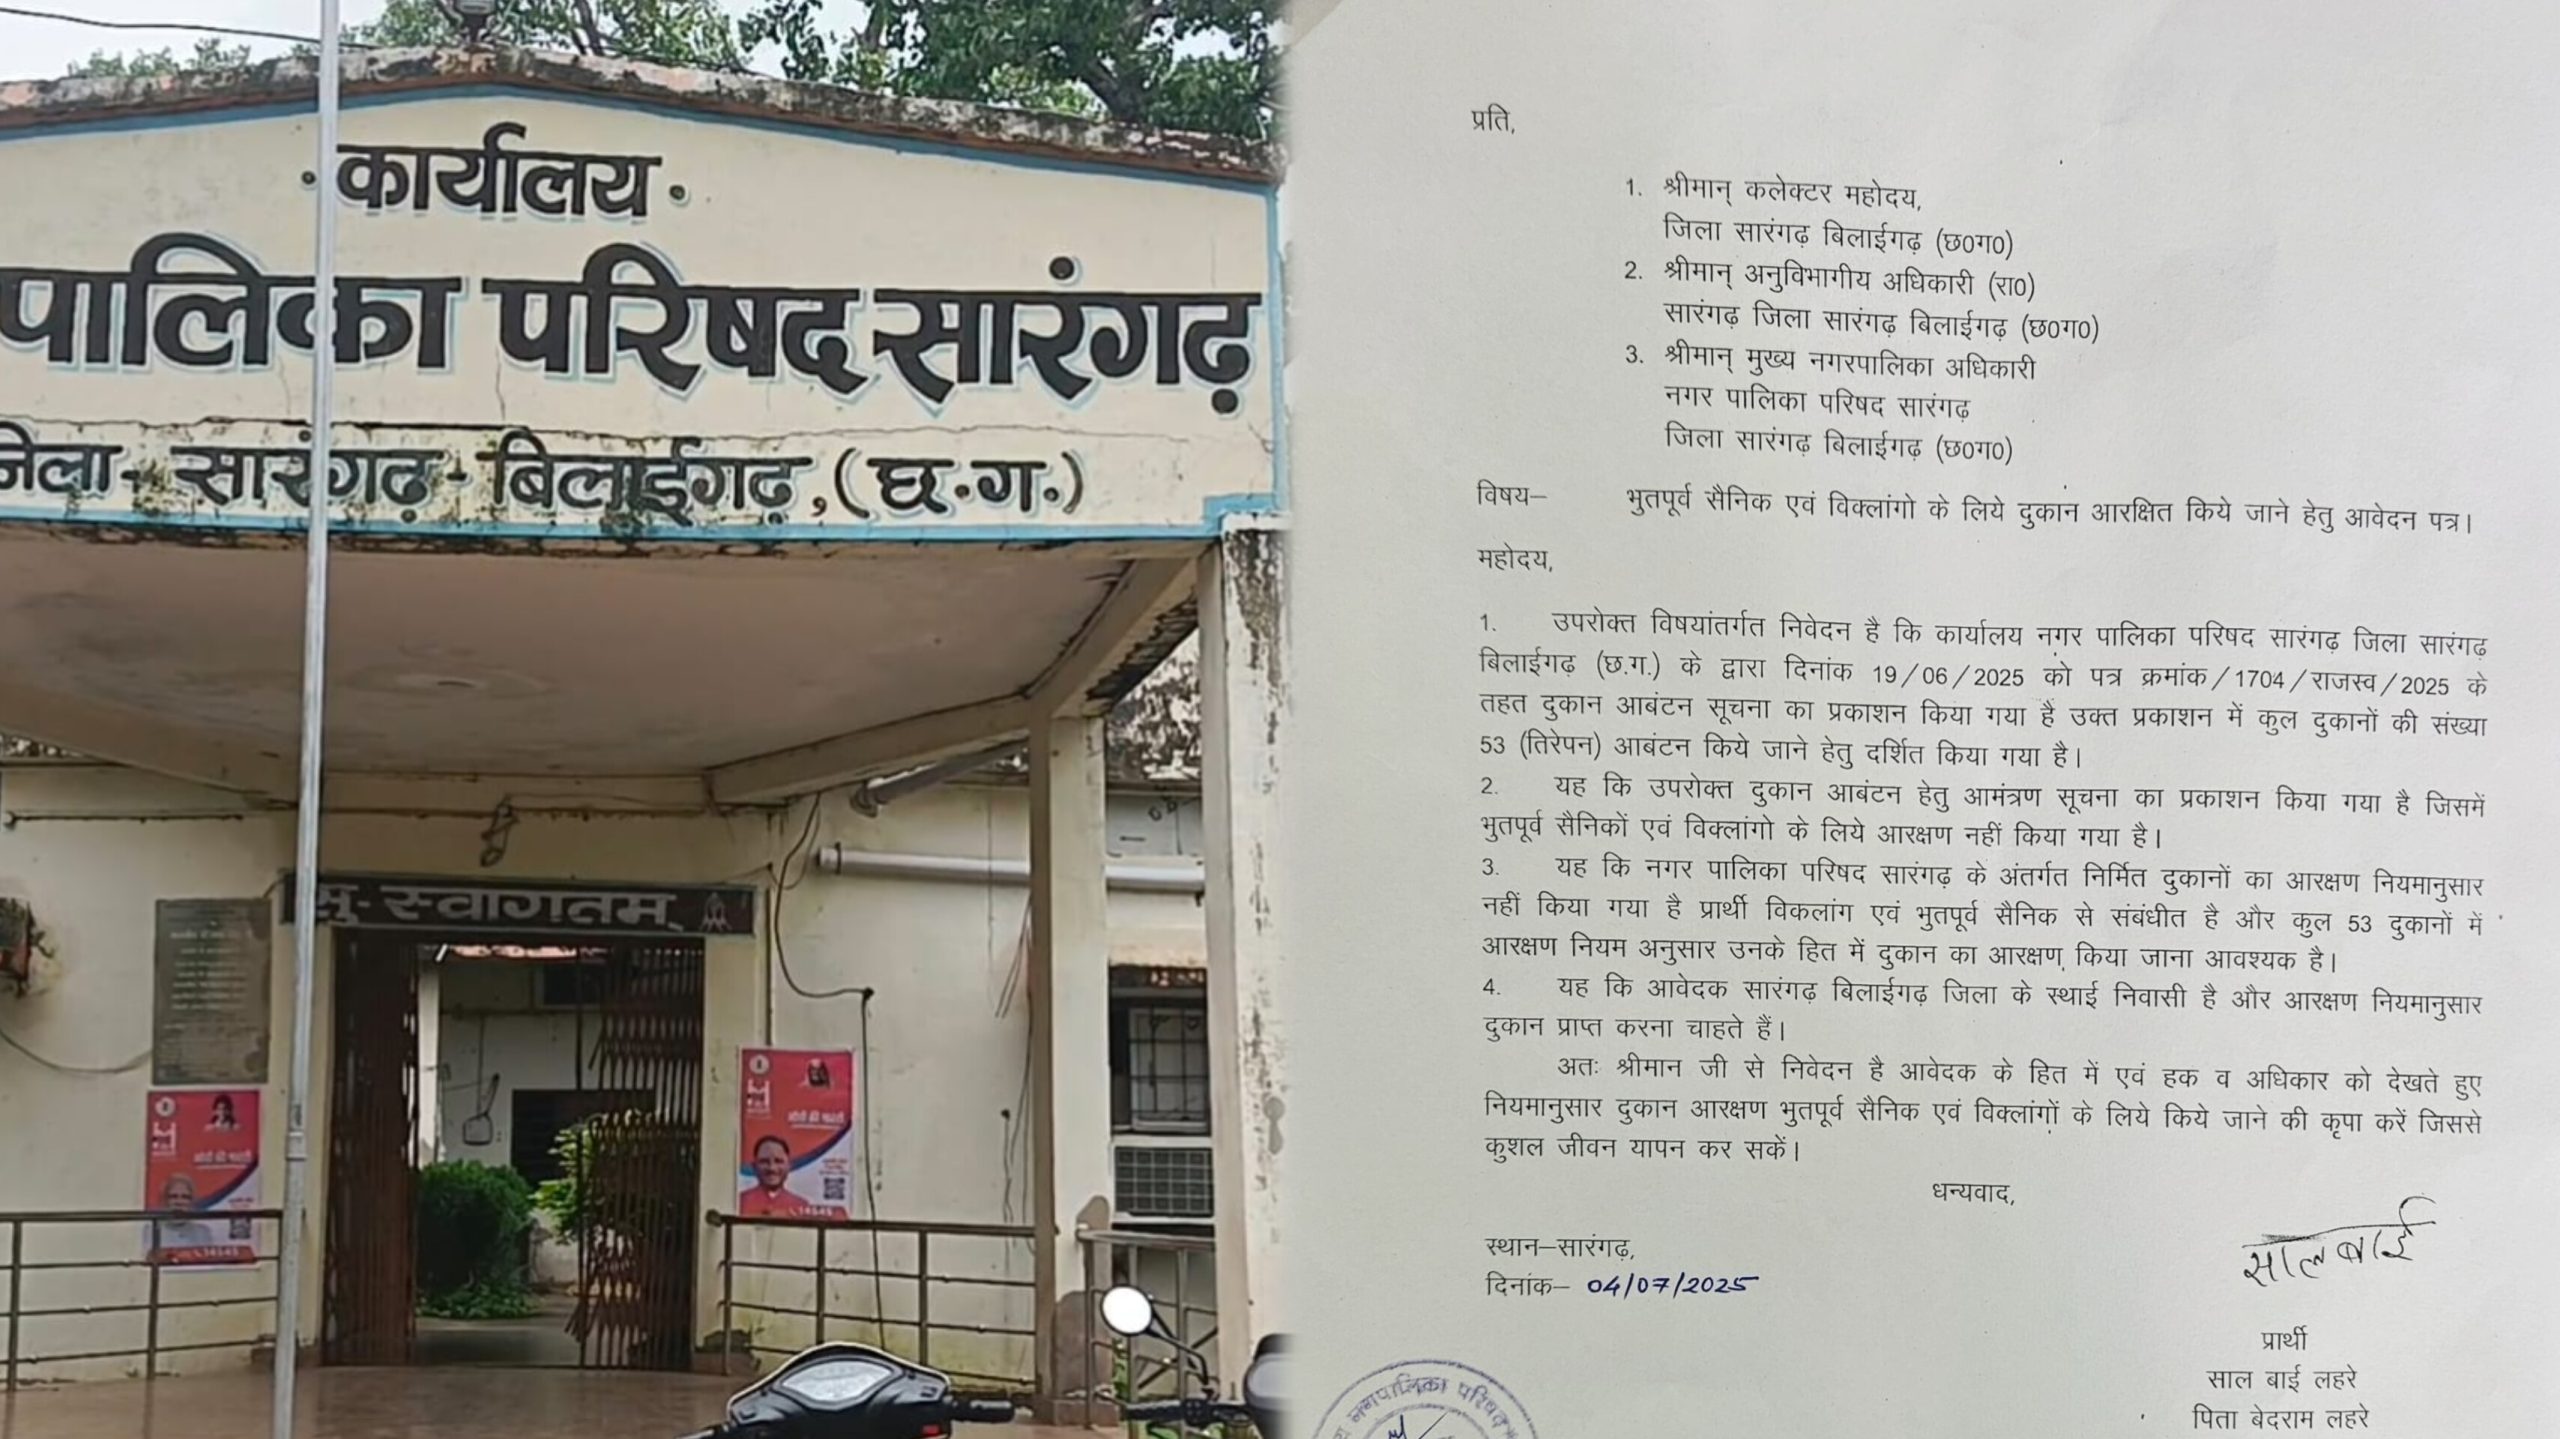 कार्यालय
पालिका परिषद सारंगढ़
जिला - सारंगढ़ - बिलाईगढ़, (छ.ग.)
सु-स्वागतम्
14545
14545
प्रति,
1. श्रीमान् कलेक्टर महोदय,
जिला सारंगढ़ बिलाईगढ़ (छ0ग0)
2. श्रीमान् अनुविभागीय अधिकारी (रा0)
सारंगढ़ जिला सारंगढ़ बिलाईगढ़ (छ0ग0)
3. श्रीमान् मुख्य नगरपालिका अधिकारी
नगर पालिका परिषद सारंगढ़
जिला सारंगढ़ बिलाईगढ़ (छ0ग0)
विषय– भुतपूर्व सैनिक एवं विक्लांगो के लिये दुकान आरक्षित किये जाने हेतु आवेदन पत्र।
महोदय,
1. उपरोक्त विषयांतर्गत निवेदन है कि कार्यालय नगर पालिका परिषद सारंगढ़ जिला सारंगढ़
बिलाईगढ़ (छ.ग.) के द्वारा दिनांक 19/06/2025 को पत्र क्रमांक/1704/राजस्व/2025 के
तहत दुकान आबंटन सूचना का प्रकाशन किया गया है उक्त प्रकाशन में कुल दुकानों की संख्या
53 (तिरेपन) आबंटन किये जाने हेतु दर्शित किया गया है।
2. यह कि उपरोक्त दुकान आबंटन हेतु आमंत्रण सूचना का प्रकाशन किया गया है जिसमें
भुतपूर्व सैनिकों एवं विक्लांगो के लिये आरक्षण नहीं किया गया है।
3. यह कि नगर पालिका परिषद सारंगढ़ के अंतर्गत निर्मित दुकानों का आरक्षण नियमानुसार
नहीं किया गया है प्रार्थी विकलांग एवं भुतपूर्व सैनिक से संबंधीत है और कुल 53 दुकानों में
आरक्षण नियम अनुसार उनके हित में दुकान का आरक्षण किया जाना आवश्यक है।
4. यह कि आवेदक सारंगढ़ बिलाईगढ़ जिला के स्थाई निवासी है और आरक्षण नियमानुसार
दुकान प्राप्त करना चाहते हैं।
अतः श्रीमान जी से निवेदन है आवेदक के हित में एवं हक व अधिकार को देखते हुए
नियमानुसार दुकान आरक्षण भुतपूर्व सैनिक एवं विक्लांगों के लिये किये जाने की कृपा करें जिससे
कुशल जीवन यापन कर सकें।
धन्यवाद,
स्थान–सारंगढ़,
दिनांक– 04/07/2025
सालबाई
प्रार्थी
साल बाई लहरे
पिता बेदराम लहरे
नगरपालिका परिषद